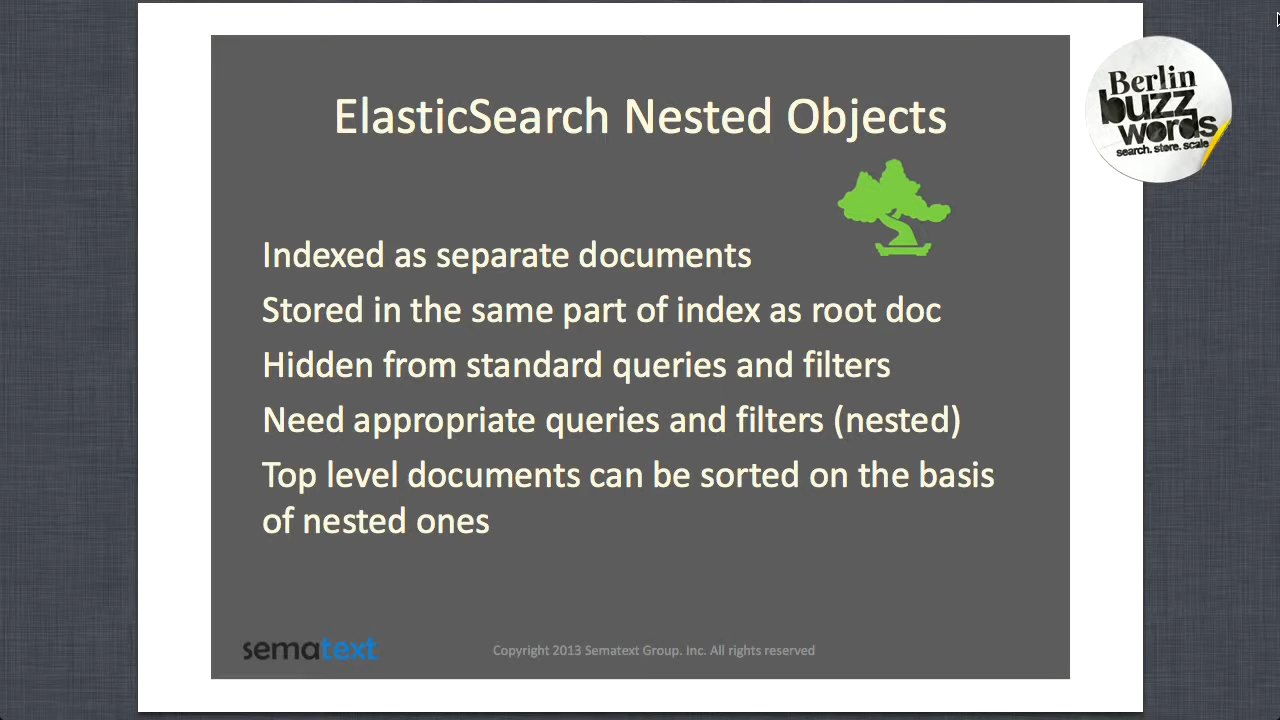 ElasticSearch Nested Objects
Berlin
buzz
words
search. store. scale
Indexed as separate documents
Stored in the same part of index as root doc
Hidden from standard queries and filters
Need appropriate queries and filters (nested)
Top level documents can be sorted on the basis
of nested ones
sematext
Copyright 2013 Sematext Group. Inc. All rights reserved